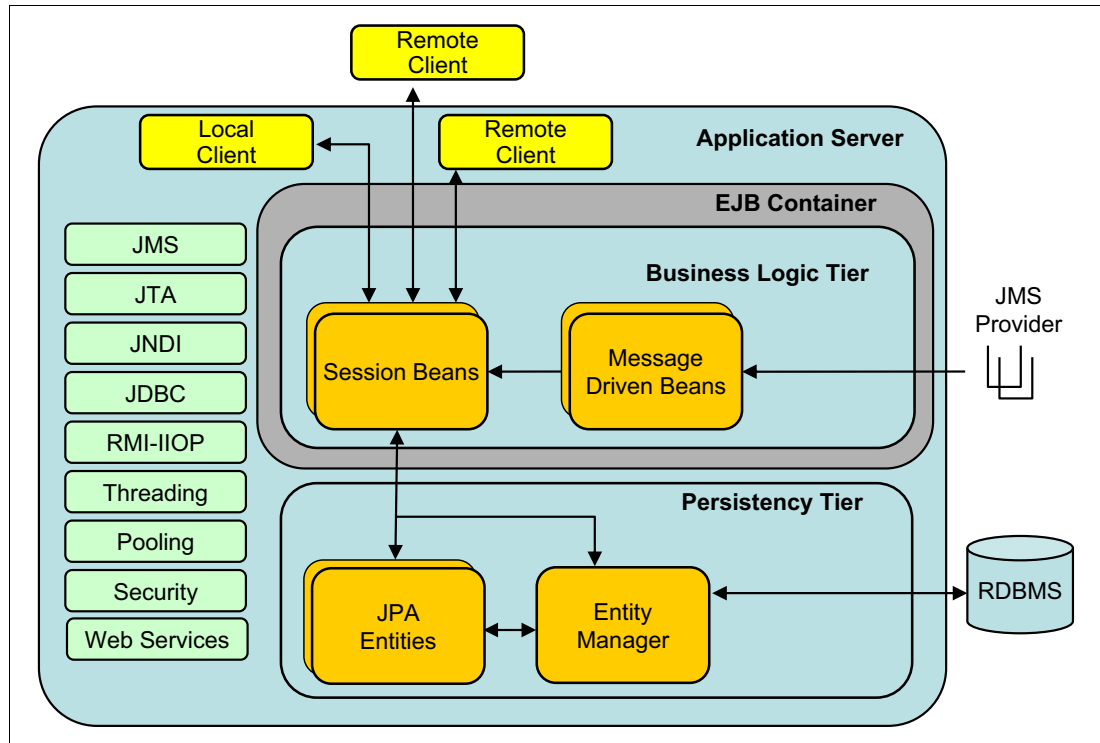 Remote
Client
Local
Client
Remote
Client
Application Server
EJB Container
Business Logic Tier
JMS
JTA
JNDI
JDBC
RMI-IIOP
Threading
Pooling
Security
Web Services
Session Beans
Message
Driven Beans
JMS
Provider
Persistency Tier
JPA
Entities
Entity
Manager
RDBMS